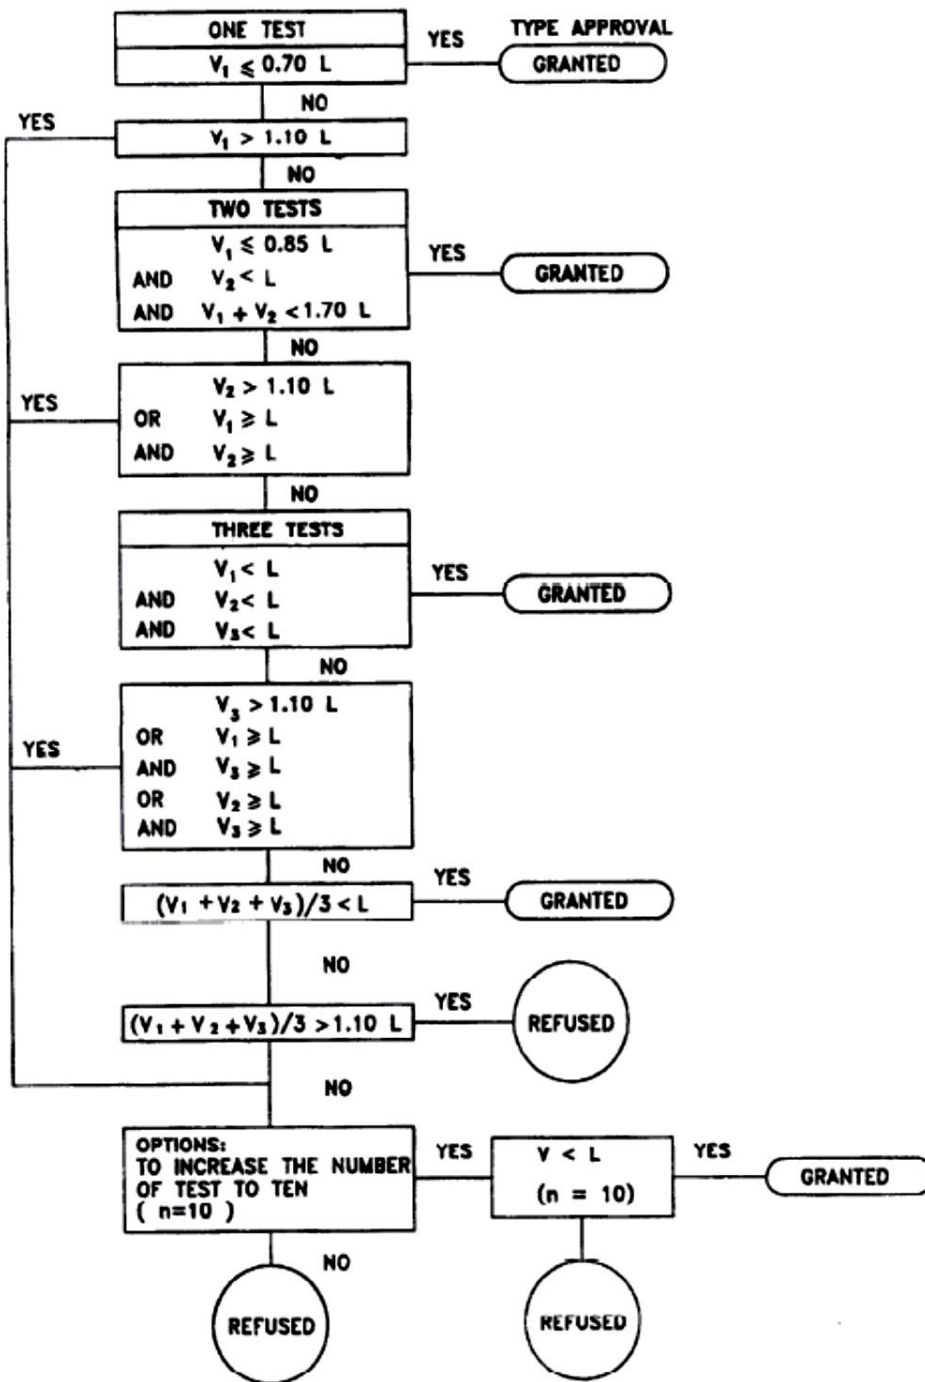 ONE TEST
YES
TYPE APPROVAL
V₁ ⩽ 0.70 L
GRANTED
NO
YES
V₁ > 1.10 L
NO
TWO TESTS
V₁ ⩽ 0.85 L
YES
AND V₂ < L
GRANTED
AND V₁ + V₂ < 1.70 L
NO
V₂ > 1.10 L
YES
OR V₁ ⩾ L
AND V₂ ⩾ L
NO
THREE TESTS
V₁ < L
YES
AND V₂ < L
GRANTED
AND V₃ < L
NO
V₃ > 1.10 L
OR V₁ ⩾ L
YES
AND V₃ ⩾ L
OR V₂ ⩾ L
AND V₃ ⩾ L
NO
YES
(V₁ + V₂ + V₃)/3 < L
GRANTED
NO
YES
(V₁ + V₂ + V₃)/3 > 1.10 L
REFUSED
NO
OPTIONS:
TO INCREASE THE NUMBER
OF TEST TO TEN
( n=10 )
YES
V < L
(n = 10)
YES
GRANTED
NO
REFUSED
REFUSED